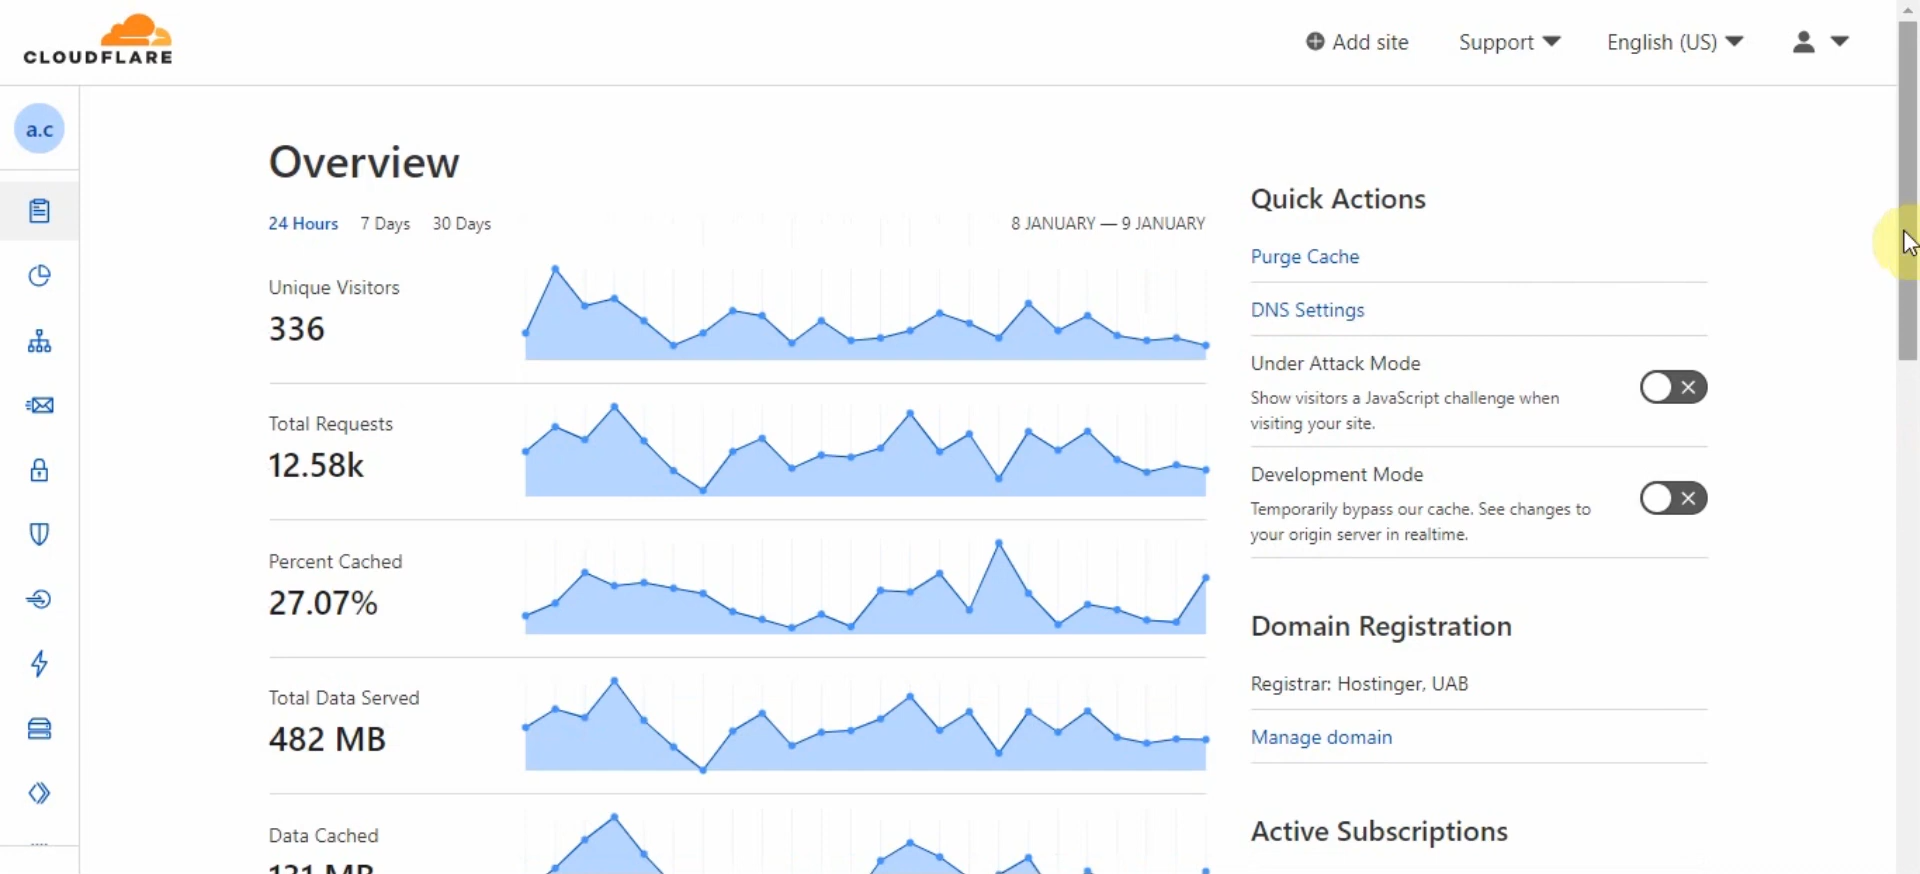 CLOUDFLARE
Add site
Support
English (US)
a.c
Overview
24 Hours 7 Days 30 Days
8 JANUARY — 9 JANUARY
Unique Visitors
336
Total Requests
12.58k
Percent Cached
27.07%
Total Data Served
482 MB
Data Cached
131 MB
Quick Actions
Purge Cache
DNS Settings
Under Attack Mode
Show visitors a JavaScript challenge when
visiting your site.
Development Mode
Temporarily bypass our cache. See changes to
your origin server in realtime.
Domain Registration
Registrar: Hostinger, UAB
Manage domain
Active Subscriptions